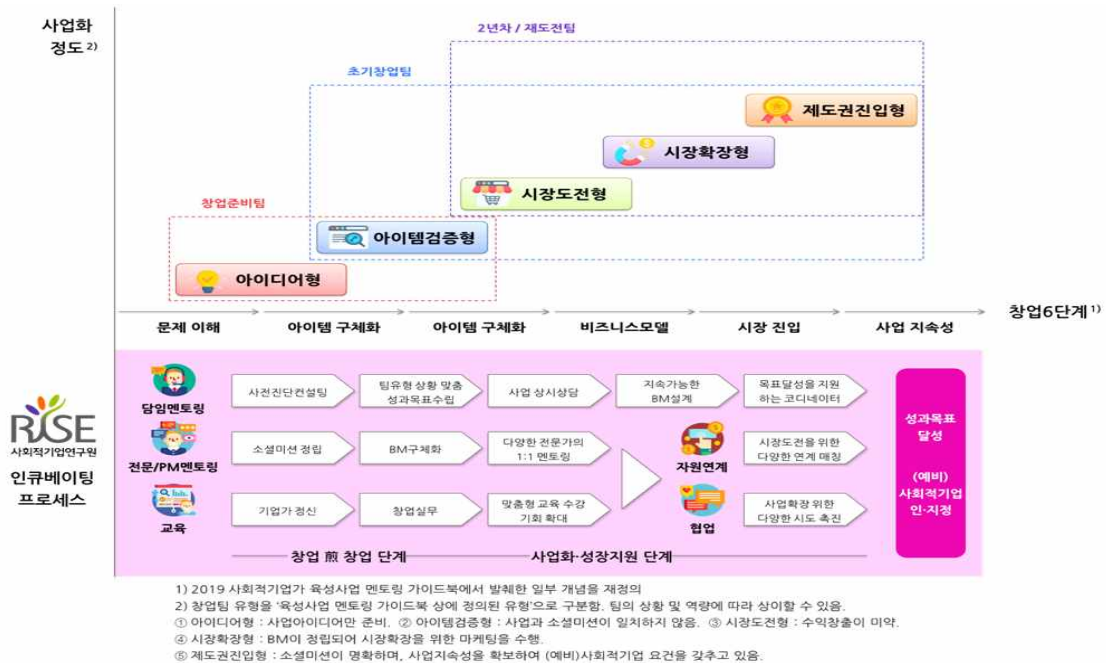 사업화
정도 2)
2년차 / 재도전팀
초기창업팀
제도권진입형
시장확장형
시장도전형
창업준비팀
아이템검증형
아이디어형
창업6단계 1)
문제 이해
아이템 구체화
아이템 구체화
비즈니스모델
시장 진입
사업 지속성
RISE
사회적기업연구원
인큐베이팅
프로세스
담임멘토링
사전진단컨설팅
팀유형 상황 맞춤
성과목표수립
사업 상시상담
지속가능한
BM설계
목표달성을 지원
하는 코디네이터
전문/PM멘토링
소셜미션 정립
BM구체화
다양한 전문가의
1:1 멘토링
자원연계
시장도전을 위한
다양한 연계 매칭
교육
기업가 정신
창업실무
맞춤형 교육 수강
기회 확대
협업
사업확장 위한
다양한 시도 촉진
성과목표
달성
(예비)
사회적기업
인·지정
창업 煎 창업 단계
사업화·성장지원 단계
1) 2019 사회적기업가 육성사업 멘토링 가이드북에서 발췌한 일부 개념을 재정의
2) 창업팀 유형을 '육성사업 멘토링 가이드북 상에 정의된 유형'으로 구분함. 팀의 상황 및 역량에 따라 상이할 수 있음.
① 아이디어형 : 사업아이디어만 준비. ② 아이템검증형 : 사업과 소셜미션이 일치하지 않음. ③ 시장도전형 : 수익창출이 미약.
④ 시장확장형 : BM이 정립되어 시장확장을 위한 마케팅을 수행.
⑤ 제도권진입형 : 소셜미션이 명확하며, 사업지속성을 확보하여 (예비)사회적기업 요건을 갖추고 있음.